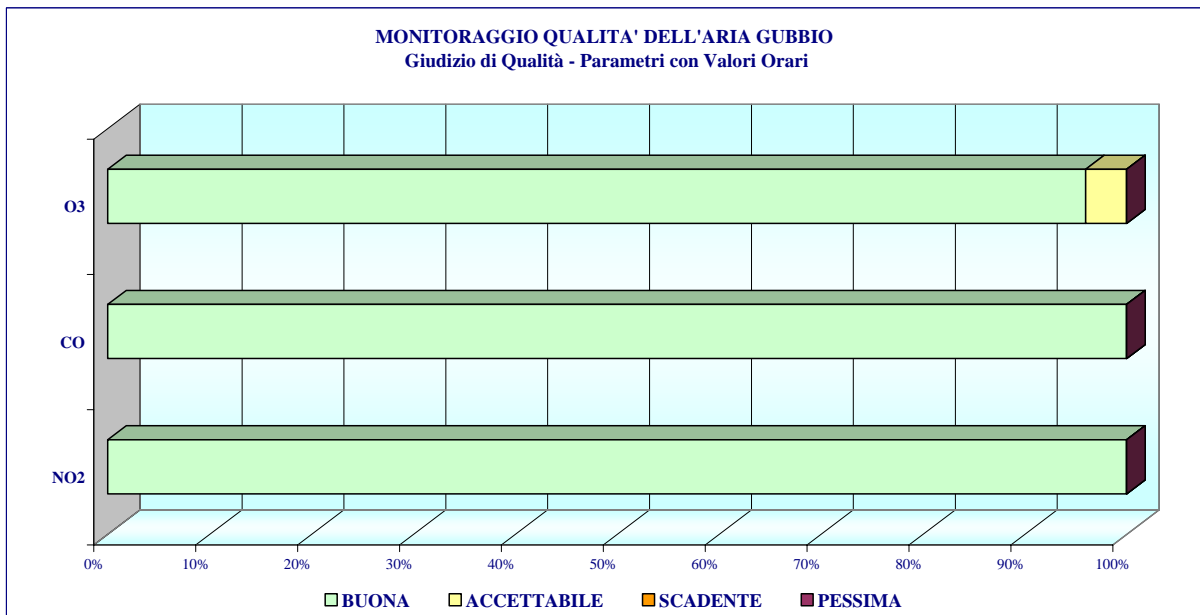 MONITORAGGIO QUALITA' DELL'ARIA GUBBIO
Giudizio di Qualità - Parametri con Valori Orari
O3
CO
NO2
0% 10% 20% 30% 40% 50% 60% 70% 80% 90% 100%
BUONA ACCETTABILE SCADENTE PESSIMA